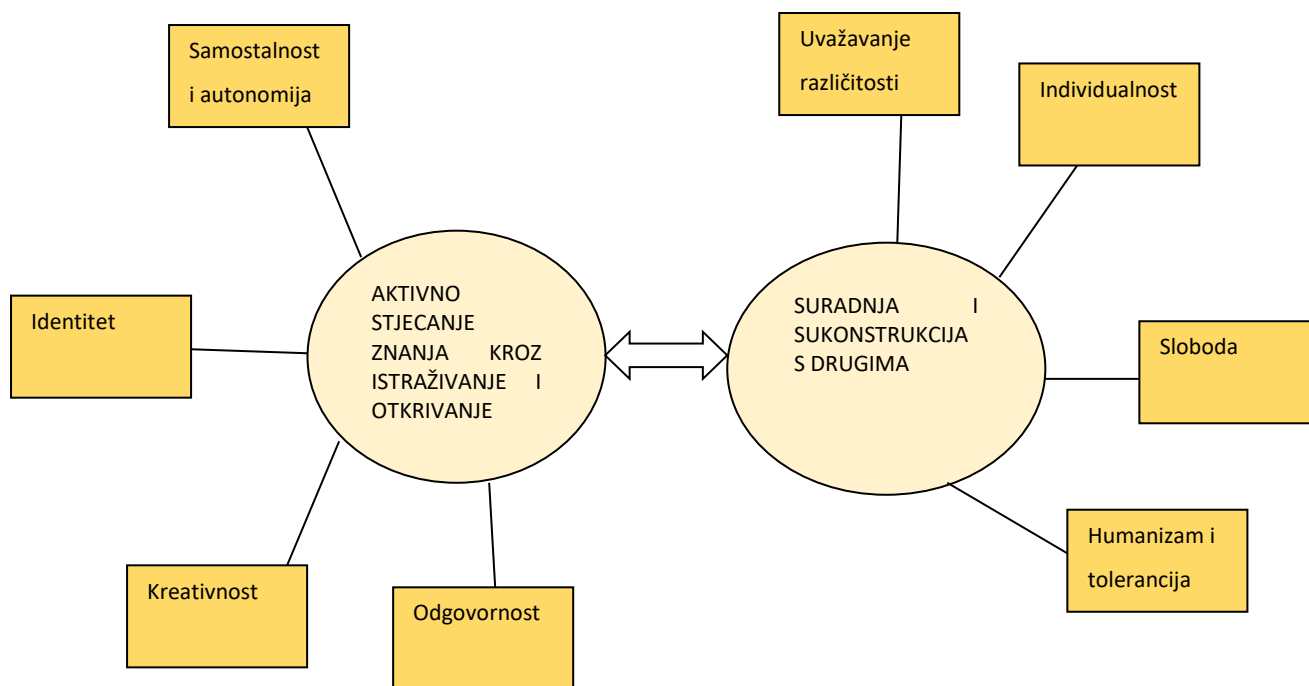 Samostalnost
i autonomija
Uvažavanje
različitosti
Individualnost
Identitet
AKTIVNO
STJECANJE
ZNANJA KROZ
ISTRAŽIVANJE I
OTKRIVANJE
SURADNJA I
SUKONSTRUKCIJA
S DRUGIMA
Sloboda
Kreativnost
Odgovornost
Humanizam i
tolerancija